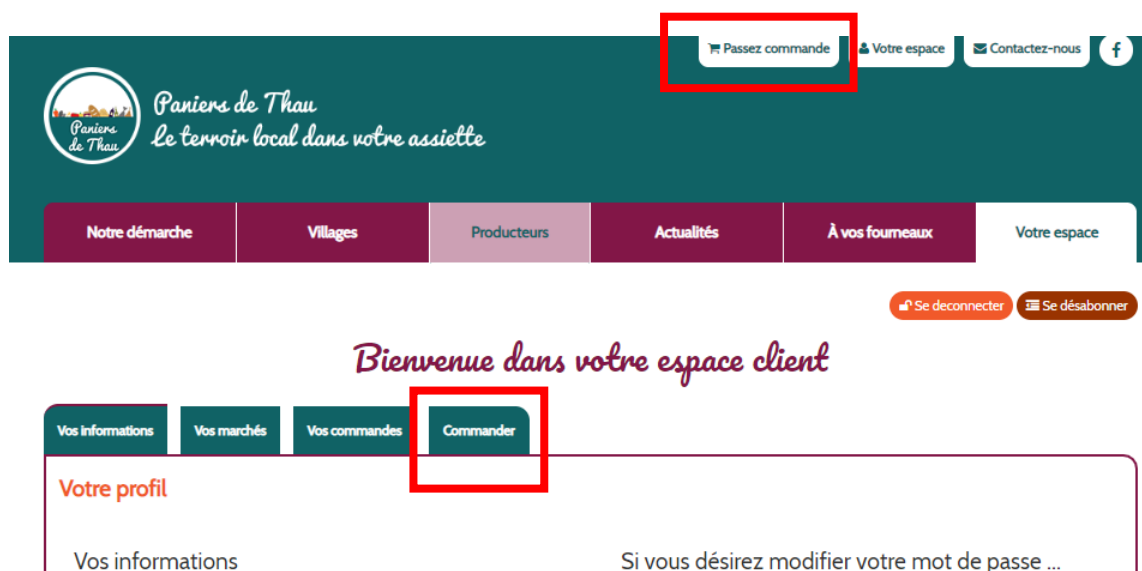 Passez commande
Votre espace
Contactez-nous
f
Paniers de Thau
Le terroir local dans votre assiette
Paniers
de Thau
Notre démarche
Villages
Producteurs
Actualités
À vos fourneaux
Votre espace
Se deconnecter
Se désabonner
Bienvenue dans votre espace client
Vos informations
Vos marchés
Vos commandes
Commander
Votre profil
Vos informations
Si vous désirez modifier votre mot de passe ...